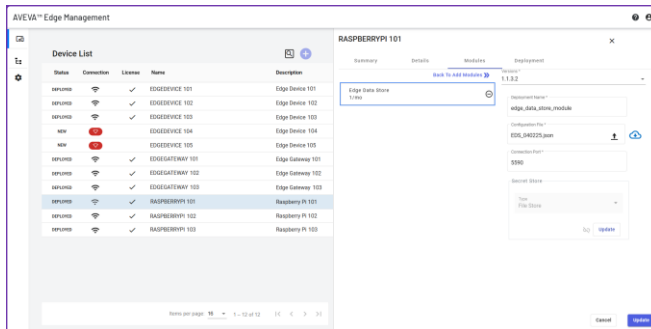 AVEVA™ Edge Management
Device List
Status Connection License Name Description
DEPLOYED EDGEDEVICE 101 Edge Device 101
DEPLOYED EDGEDEVICE 102 Edge Device 102
DEPLOYED EDGEDEVICE 103 Edge Device 103
NEW EDGEDEVICE 104 Edge Device 104
NEW EDGEDEVICE 105 Edge Device 105
DEPLOYED EDGEGATEWAY 101 Edge Gateway 101
DEPLOYED EDGEGATEWAY 102 Edge Gateway 102
DEPLOYED EDGEGATEWAY 103 Edge Gateway 103
DEPLOYED RASPBERRYPI 101 Raspberry Pi 101
DEPLOYED RASPBERRYPI 102 Raspberry Pi 102
DEPLOYED RASPBERRYPI 103 Raspberry Pi 103
Items per page: 15 1 – 12 of 12
RASPBERRYPI 101
Summary Details Modules Deployment
Back To Add Modules
Edge Data Store
Version *
1.1.3.2
Deployment Name *
edge_data_store_module
Configuration File *
EDS_040225.json
Connection Port *
5590
Secret Store
Type
File Store
Update
Cancel Update